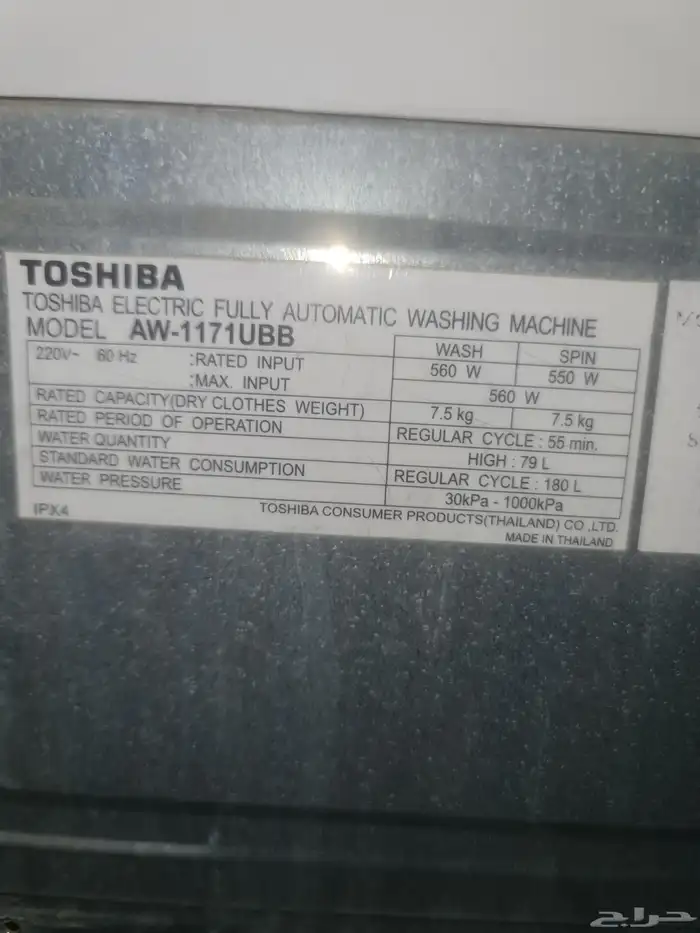 TOSHIBA
TOSHIBA ELECTRIC FULLY AUTOMATIC WASHING MACHINE
MODEL AW-1171UBB
WASH SPIN
220V~ 60 Hz :RATED INPUT 560 W 550 W
:MAX. INPUT 560 W
RATED CAPACITY(DRY CLOTHES WEIGHT) 7.5 kg 7.5 kg
RATED PERIOD OF OPERATION REGULAR CYCLE : 55 min.
WATER QUANTITY HIGH : 79 L
STANDARD WATER CONSUMPTION REGULAR CYCLE : 180 L
WATER PRESSURE 30kPa - 1000kPa
IPX4 TOSHIBA CONSUMER PRODUCTS(THAILAND) CO.,LTD.
MADE IN THAILAND
حراج